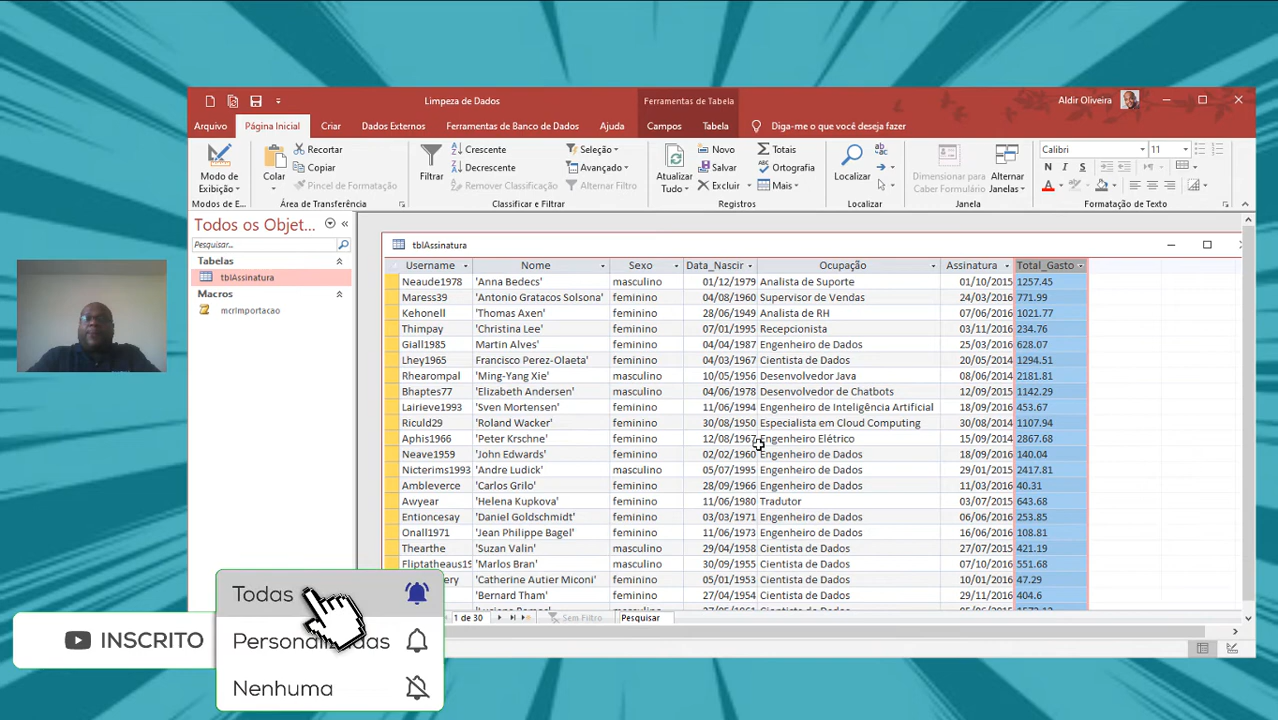 Limpeza de Dados
Ferramentas de Tabela
Aldir Oliveira
Arquivo Página Inicial Criar Dados Externos Ferramentas de Banco de Dados Ajuda Campos Tabela Diga-me o que você deseja fazer
Modo de Exibição
Modos de E...
Colar
Recortar
Copiar
Pincel de Formatação
Área de Transferência
Filtrar
Crescente
Decrescente
Remover Classificação
Seleção
Avançado
Alternar Filtro
Classificar e Filtrar
Atualizar Tudo
Novo
Salvar
Excluir
Totais
Ortografia
Mais
Registros
Localizar
Localizar
Dimensionar para Caber Formulário
Alternar Janelas
Janela
Calibri 11
N I S
Formatação de Texto
Todos os Objet...
Pesquisar...
Tabelas
tblAssinatura
Macros
mcrImportacao
tblAssinatura
Username Nome Sexo Data_Nascir Ocupação Assinatura Total_Gasto
Neaude1978 'Anna Bedecs' masculino 01/12/1979 Analista de Suporte 01/10/2015 1257.45
Maress39 'Antonio Gratacos Solsona' feminino 04/08/1960 Supervisor de Vendas 24/03/2016 771.99
Kehonell 'Thomas Axen' feminino 28/06/1949 Analista de RH 07/06/2016 1021.77
Thimpay 'Christina Lee' feminino 07/01/1995 Recepcionista 03/11/2016 234.76
Giall1985 Martin Alves' feminino 04/04/1987 Engenheiro de Dados 25/03/2016 628.07
Lhey1965 Francisco Perez-Olaeta' feminino 04/03/1967 Cientista de Dados 20/05/2014 1294.51
Rhearompal 'Ming-Yang Xie' masculino 10/05/1956 Desenvolvedor Java 08/06/2014 2181.81
Bhaptes77 'Elizabeth Andersen' masculino 04/06/1978 Desenvolvedor de Chatbots 18/06/2014 1142.29
Lairieve1993 'Sven Mortensen' feminino 11/06/1994 Engenheiro de Inteligência Artificial 18/09/2016 453.67
Riculd29 'Roland Wacker' feminino 30/08/1950 Especialista em Cloud Computing 30/08/2014 1107.94
Aphis1966 'Peter Krschne' feminino 12/08/1967 Engenheiro Elétrico 15/09/2014 2867.68
Neave1959 'John Edwards' feminino 02/02/1960 Engenheiro de Dados 18/09/2016 140.04
Nicterims1993 'Andre Ludick' masculino 05/07/1995 Engenheiro de Dados 29/01/2015 2417.81
Ambleverce 'Carlos Grilo' feminino 28/09/1966 Engenheiro de Dados 11/03/2016 40.31
Awyear 'Helena Kupkova' feminino 11/06/1980 Tradutor 03/07/2015 643.68
Entioncesay 'Daniel Goldschmidt' feminino 03/03/1971 Engenheiro de Dados 06/06/2016 253.85
Onall1971 'Jean Philippe Bagel' feminino 11/06/1973 Engenheiro de Dados 16/06/2016 108.81
Thearthe 'Suzan Valin' masculino 29/04/1958 Cientista de Dados 27/07/2015 421.19
Fliptatheaus15 'Marlos Bran' masculino 30/09/1955 Cientista de Dados 30/06/2016 551.68
'Catherine Autier Miconi' feminino 05/01/1953 Cientista de Dados 10/01/2016 47.29
'Bernard Tham' feminino 27/05/1955 Cientista de Dados 29/05/2016 404.6
1 de 30 Sem Filtro Pesquisar
Todas
INSCRITO
Personalizadas
Nenhuma